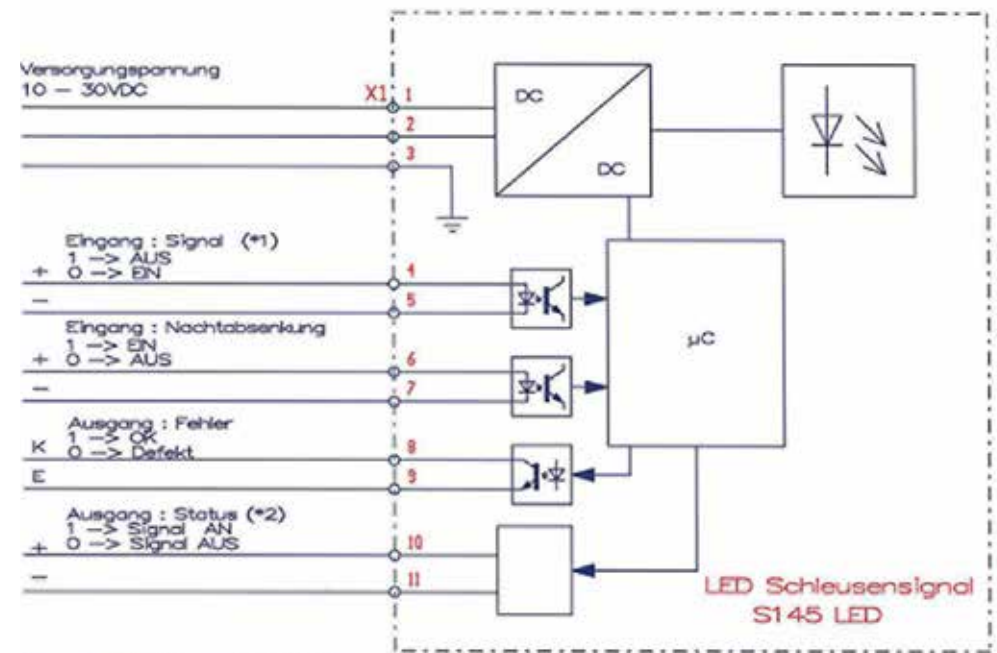 Versorgungspannung
10 – 30VDC
X1
1
DC
2
3
DC
Eingang : Signal (*1)
1 —> AUS
+ 0 —> EIN
4
–
5
µC
Eingang : Nachtabsenkung
1 —> EIN
+ 0 —> AUS
6
–
7
Ausgang : Fehler
1 —> OK
K 0 —> Defekt
8
E
9
Ausgang : Status (*2)
1 —> Signal AN
+ 0 —> Signal AUS
10
–
11
LED Schleusensignal
S145 LED